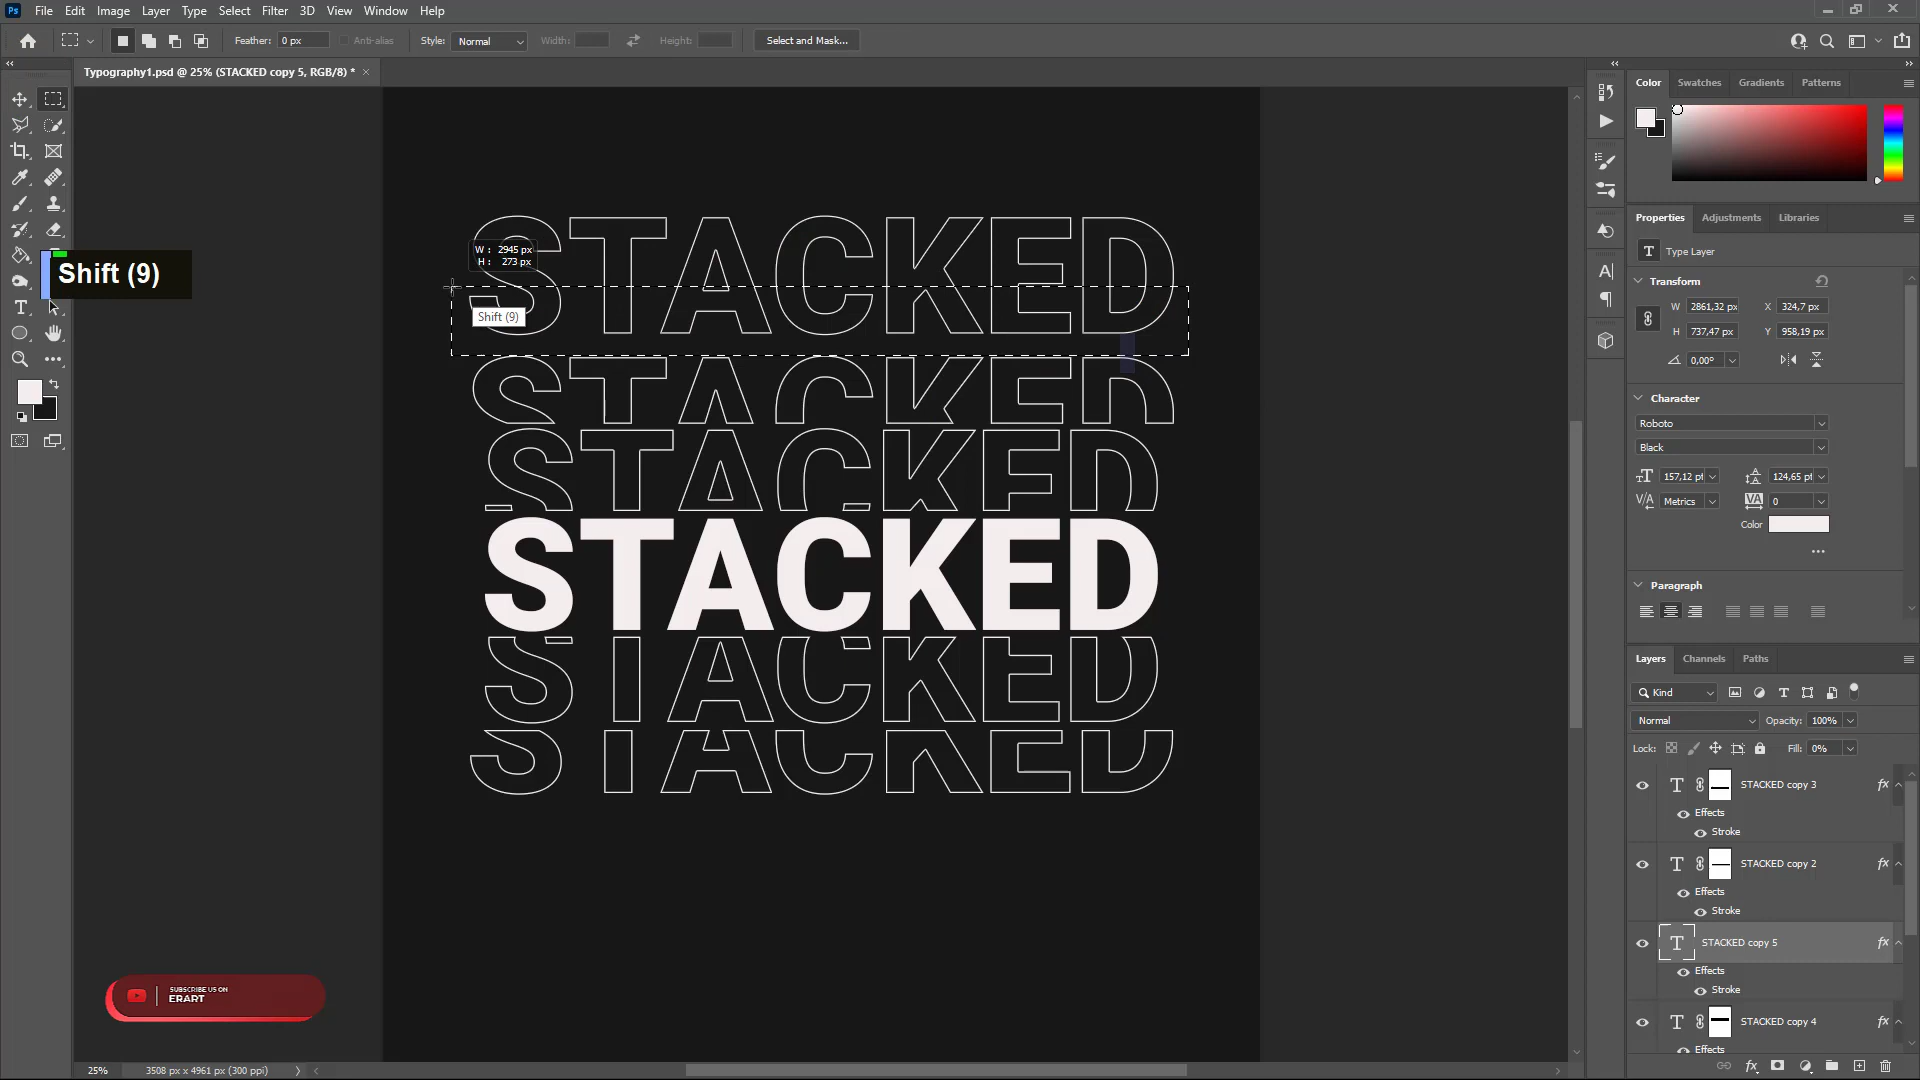 File Edit Image Layer Type Select Filter 3D View Window Help
Feather: 0 px Anti-alias Style: Normal Width: Height: Select and Mask...
Typography1.psd @ 25% (STACKED copy 5, RGB/8) *
Shift (9)
STACKED
W : 2945 px
H : 273 px
Shift (9)
STACKED
STACKED
STACKED
STACKED
STACKED
SUBSCRIBE US ON
ERART
25% 3508 px x 4961 px (300 ppi)
Color Swatches Gradients Patterns
Properties Adjustments Libraries
T Type Layer
Transform
W 2861,32 px X 324,7 px
H 737,47 px Y 958,19 px
0,00°
Character
Roboto
Black
157,12 pt 124,65 pt
Metrics 0
Color
Paragraph
Layers Channels Paths
Kind
Normal Opacity: 100%
Lock: Fill: 0%
T STACKED copy 3 fx
Effects
Stroke
T STACKED copy 2 fx
Effects
Stroke
T STACKED copy 5 fx
Effects
Stroke
T STACKED copy 4 fx
Effects